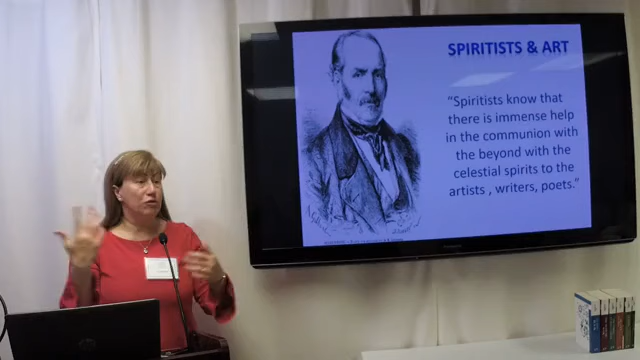 SPIRITISTS & ART
“Spiritists know that
there is immense help
in the communion with
the beyond with the
celestial spirits to the
artists , writers, poets.”